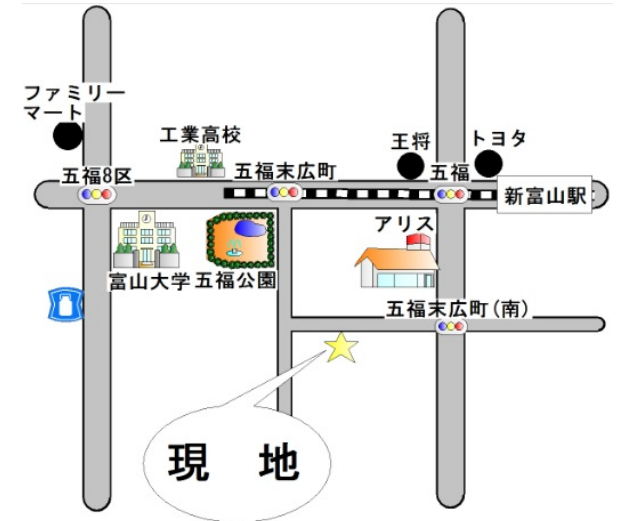 ファミリー
マート
工業高校
王将
トヨタ
五福8区
五福末広町
五福
新富山駅
アリス
富山大学
五福公園
五福末広町(南)
現 地